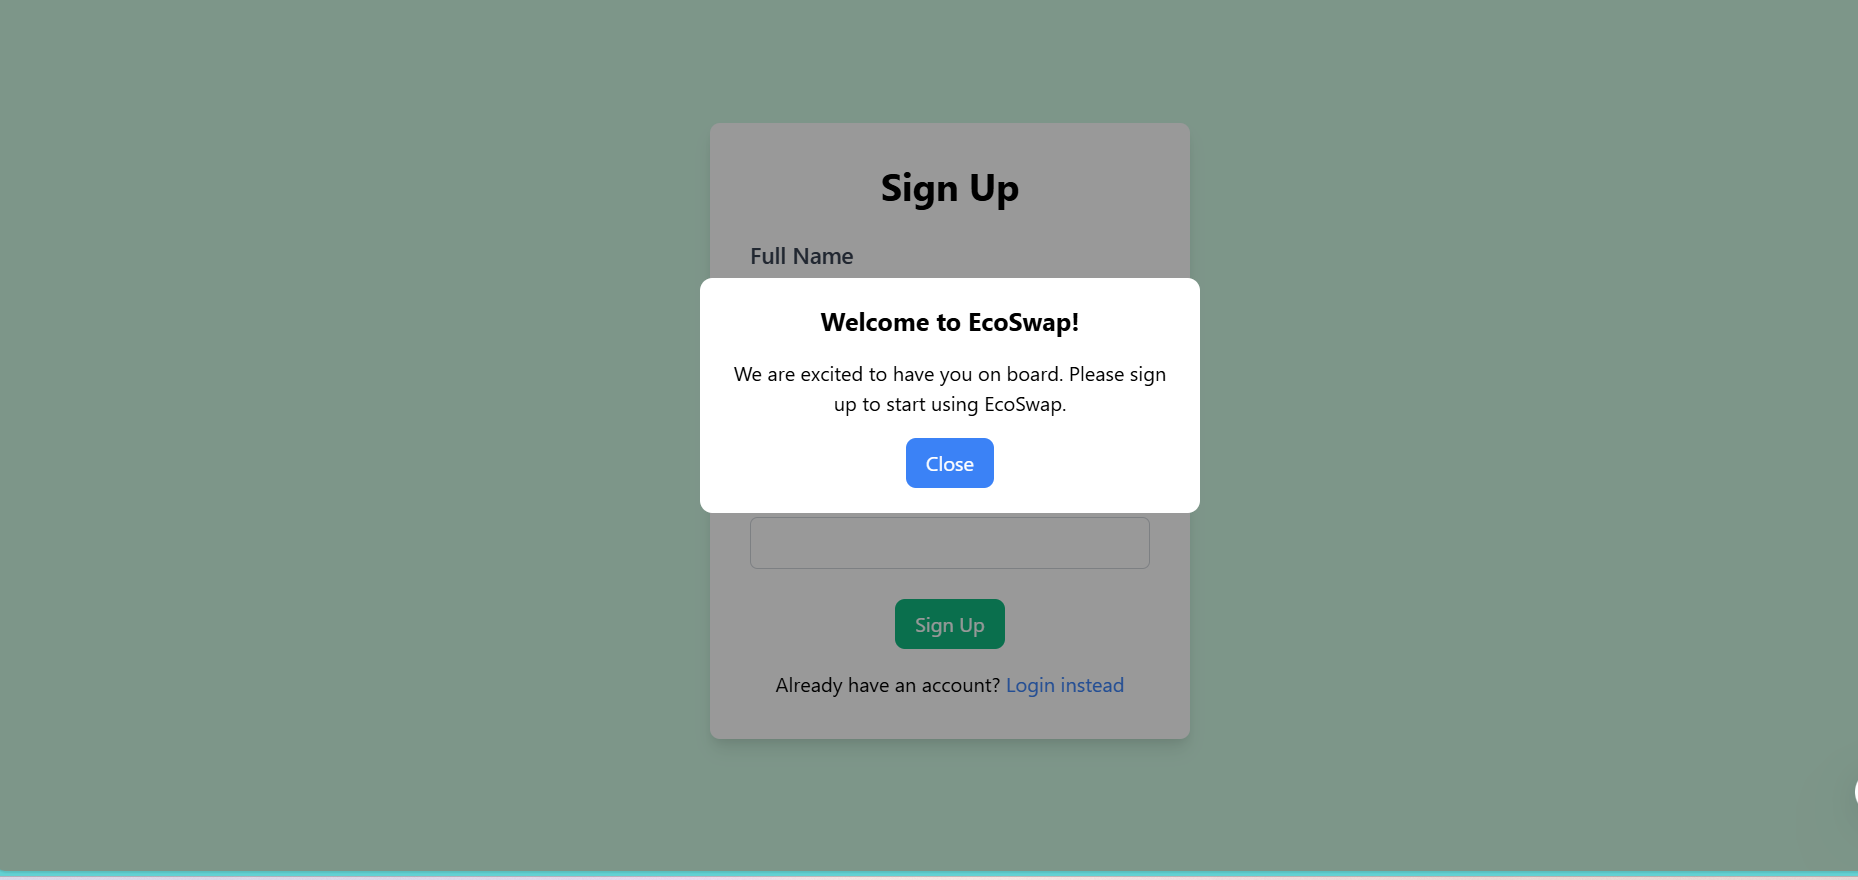 Sign Up
Full Name
Welcome to EcoSwap!
We are excited to have you on board. Please sign
up to start using EcoSwap.
Close
Sign Up
Already have an account? Login instead